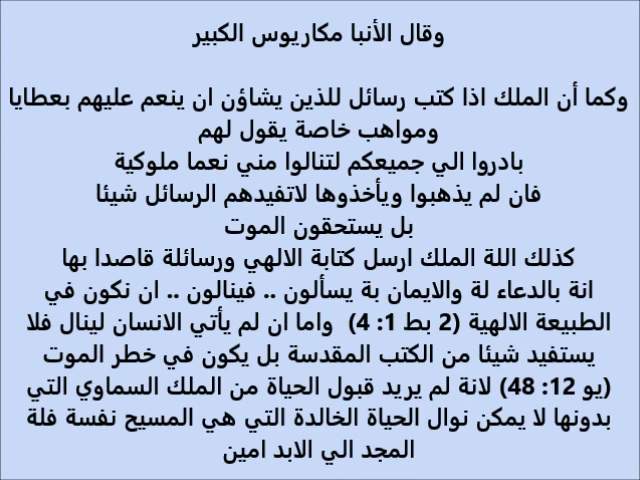 وقال الأنبا مكاريوس الكبير
وكما أن الملك اذا كتب رسائل للذين يشاؤن ان ينعم عليهم بعطايا
ومواهب خاصة يقول لهم
بادروا الي جميعكم لتنالوا مني نعما ملوكية
فان لم يذهبوا ويأخذوها لاتفيدهم الرسائل شيئا
بل يستحقون الموت
كذلك اللة الملك ارسل كتابة الالهي ورسائلة قاصدا بها
انة بالدعاء لة والايمان بة يسألون .. فينالون .. ان نكون في
الطبيعة الالهية (2 بط 1: 4)  واما ان لم يأتي الانسان لينال فلا
يستفيد شيئا من الكتب المقدسة بل يكون في خطر الموت
(يو 12: 48) لانة لم يريد قبول الحياة من الملك السماوي التي
بدونها لا يمكن نوال الحياة الخالدة التي هي المسيح نفسة فلة
المجد الي الابد امين